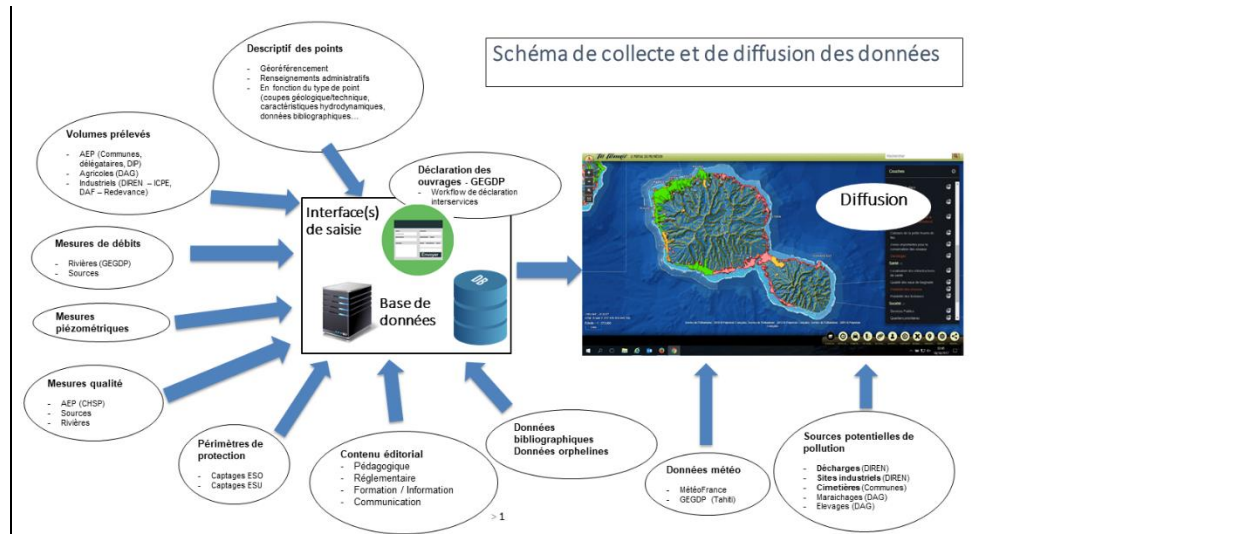 Schéma de collecte et de diffusion des données
Descriptif des points
- Géoréférencement
- Renseignements administratifs
- En fonction du type de point
(coupes géologique/technique,
caractéristiques hydrodynamiques,
données bibliographiques…
Volumes prélevés
- AEP (Communes,
délégataires, DIP)
- Agricoles (DAG)
- Industriels (DIREN – ICPE,
DAF – Redevance)
Déclaration des
ouvrages - GEGDP
- Workflow de déclaration
interservices
Interface(s)
de saisie
DB
Base de
données
Mesures de débits
- Rivières (GEGDP)
- Sources
Mesures
piézométriques
Mesures qualité
- AEP (CHSP)
- Sources
- Rivières
Périmètres de
protection
- Captages ESO
- Captages ESU
Contenu éditorial
- Pédagogique
- Réglementaire
- Formation / Information
- Communication
> 1
Données
bibliographiques
Données orphelines
Diffusion
Couches
Données météo
- MétéoFrance
- GEGDP (Tahiti)
Sources potentielles de
pollution
- Décharges (DIREN)
- Sites industriels (DIREN)
- Cimetières (Communes)
- Maraichages (DAG)
- Elevages (DAG)